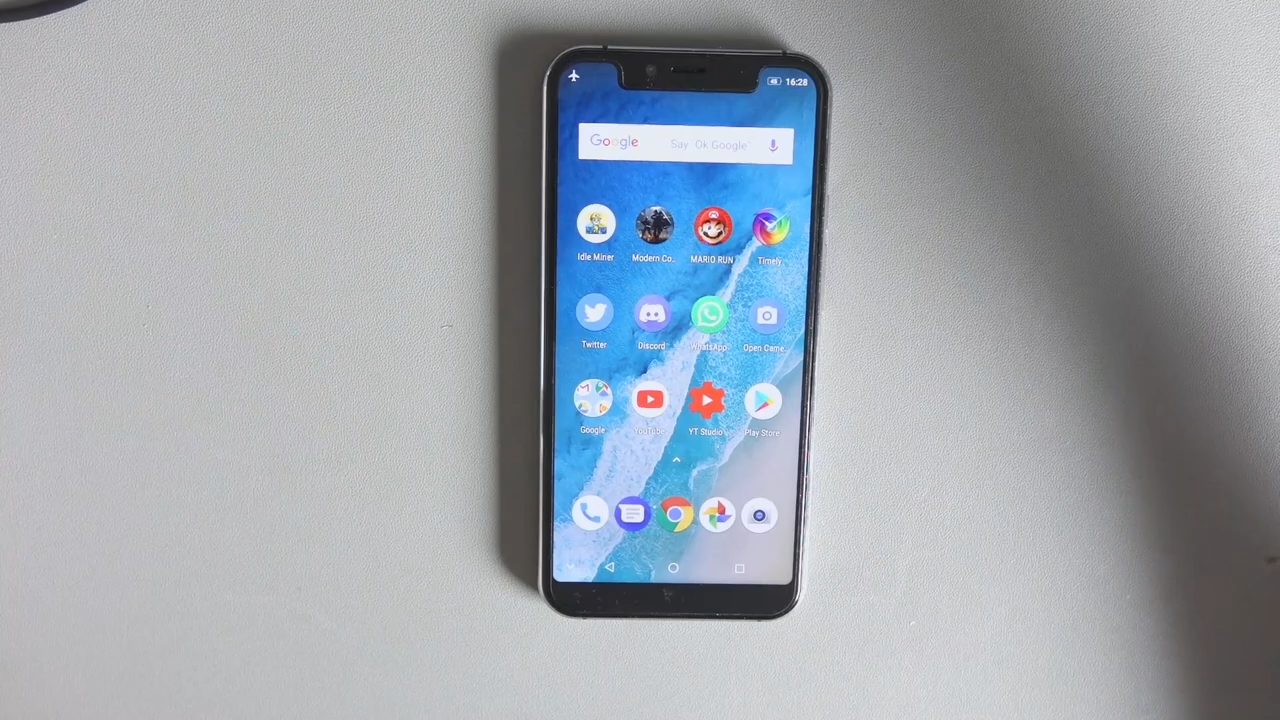 48 16:28
Google Say "Ok Google"
Idle Miner Modern Co.. MARIO RUN Timely
Twitter Discord WhatsApp Open Came..
Google YouTube YT Studio Play Store